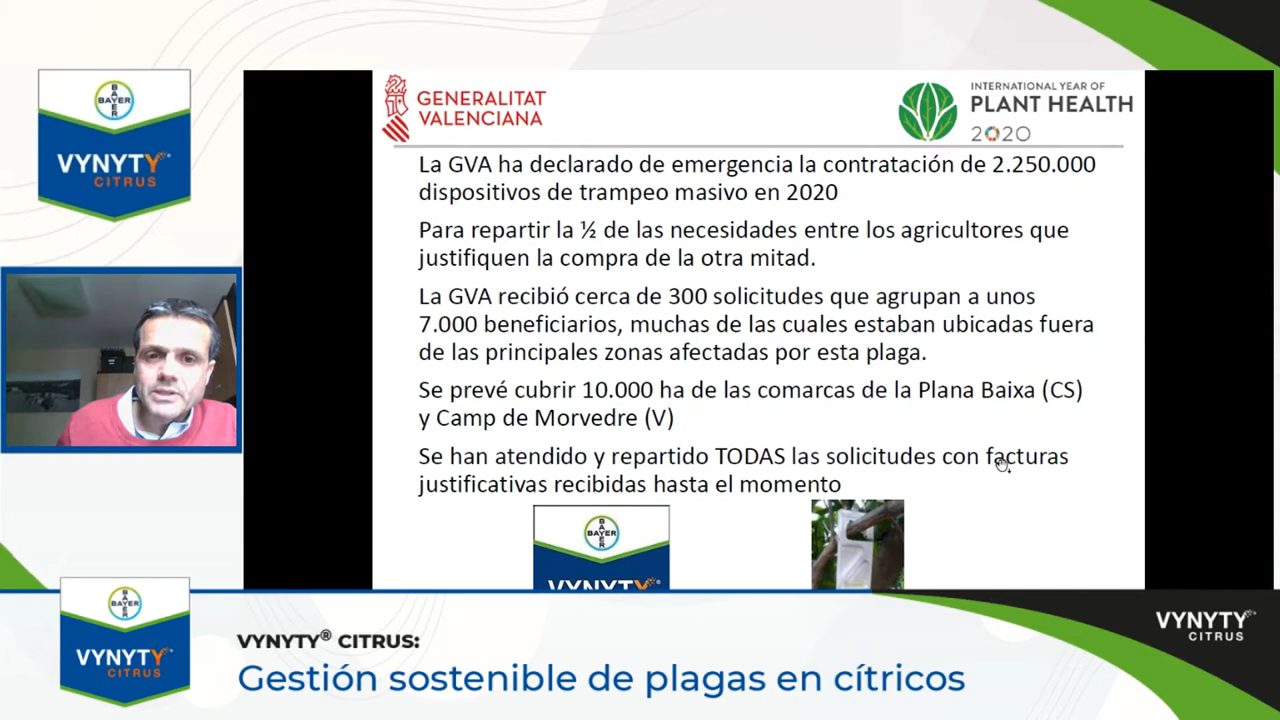 BAYER
BAYER
VYNYTY®
CITRUS
GENERALITAT
VALENCIANA
INTERNATIONAL YEAR OF
PLANT HEALTH
2020
La GVA ha declarado de emergencia la contratación de 2.250.000
dispositivos de trampeo masivo en 2020
Para repartir la ½ de las necesidades entre los agricultores que
justifiquen la compra de la otra mitad.
La GVA recibió cerca de 300 solicitudes que agrupan a unos
7.000 beneficiarios, muchas de las cuales estaban ubicadas fuera
de las principales zonas afectadas por esta plaga.
Se prevé cubrir 10.000 ha de las comarcas de la Plana Baixa (CS)
y Camp de Morvedre (V)
Se han atendido y repartido TODAS las solicitudes con facturas
justificativas recibidas hasta el momento
BAYER
BAYER
VYNYTY®
BAYER
BAYER
VYNYTY®
CITRUS
VYNYTY® CITRUS:
Gestión sostenible de plagas en cítricos
VYNYTY®
CITRUS